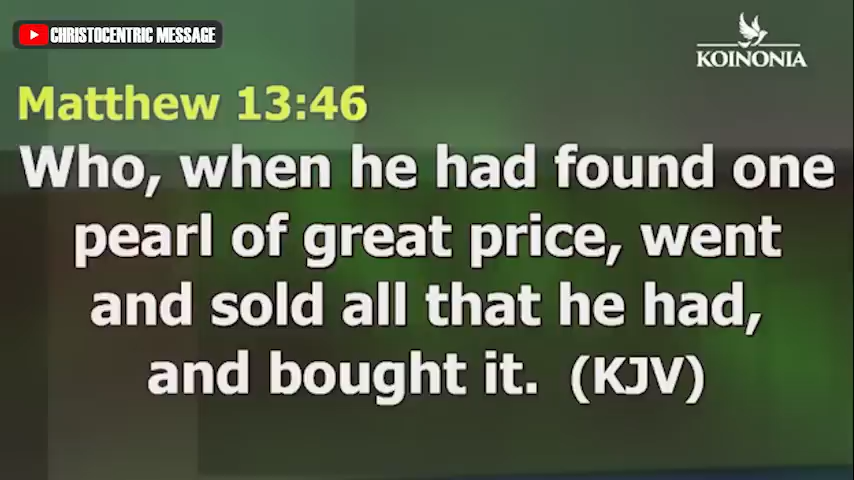 CHRISTOCENTRIC MESSAGE
KOINONIA
Matthew 13:46
Who, when he had found one
pearl of great price, went
and sold all that he had,
and bought it. (KJV)